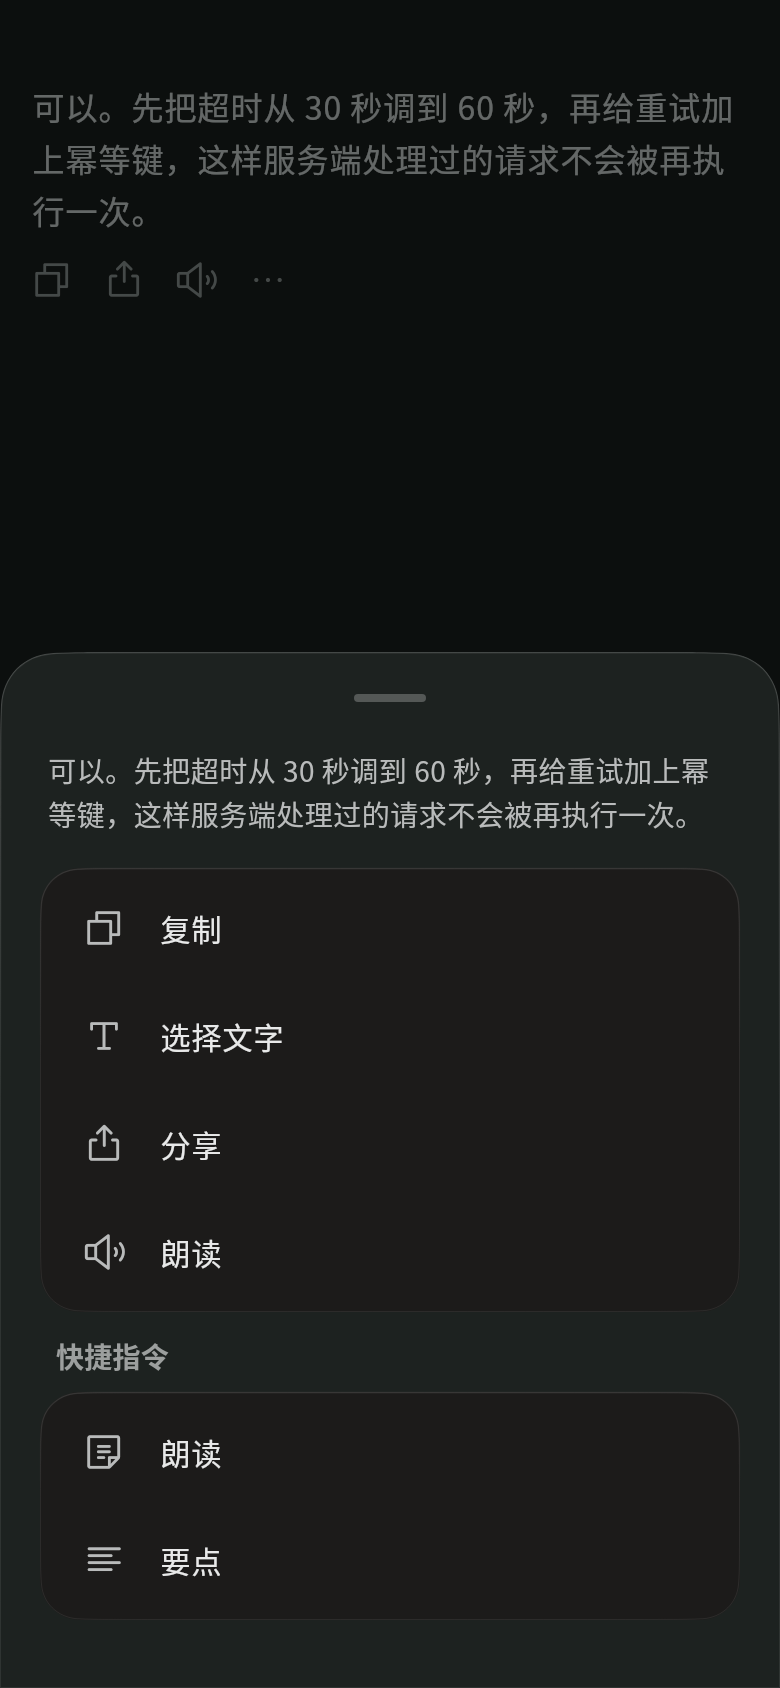 可以。先把超时从 30 秒调到 60 秒，再给重试加
上幂等键，这样服务端处理过的请求不会被再执
行一次。
可以。先把超时从 30 秒调到 60 秒，再给重试加上幂
等键，这样服务端处理过的请求不会被再执行一次。
复制
选择文字
分享
朗读
快捷指令
朗读
要点